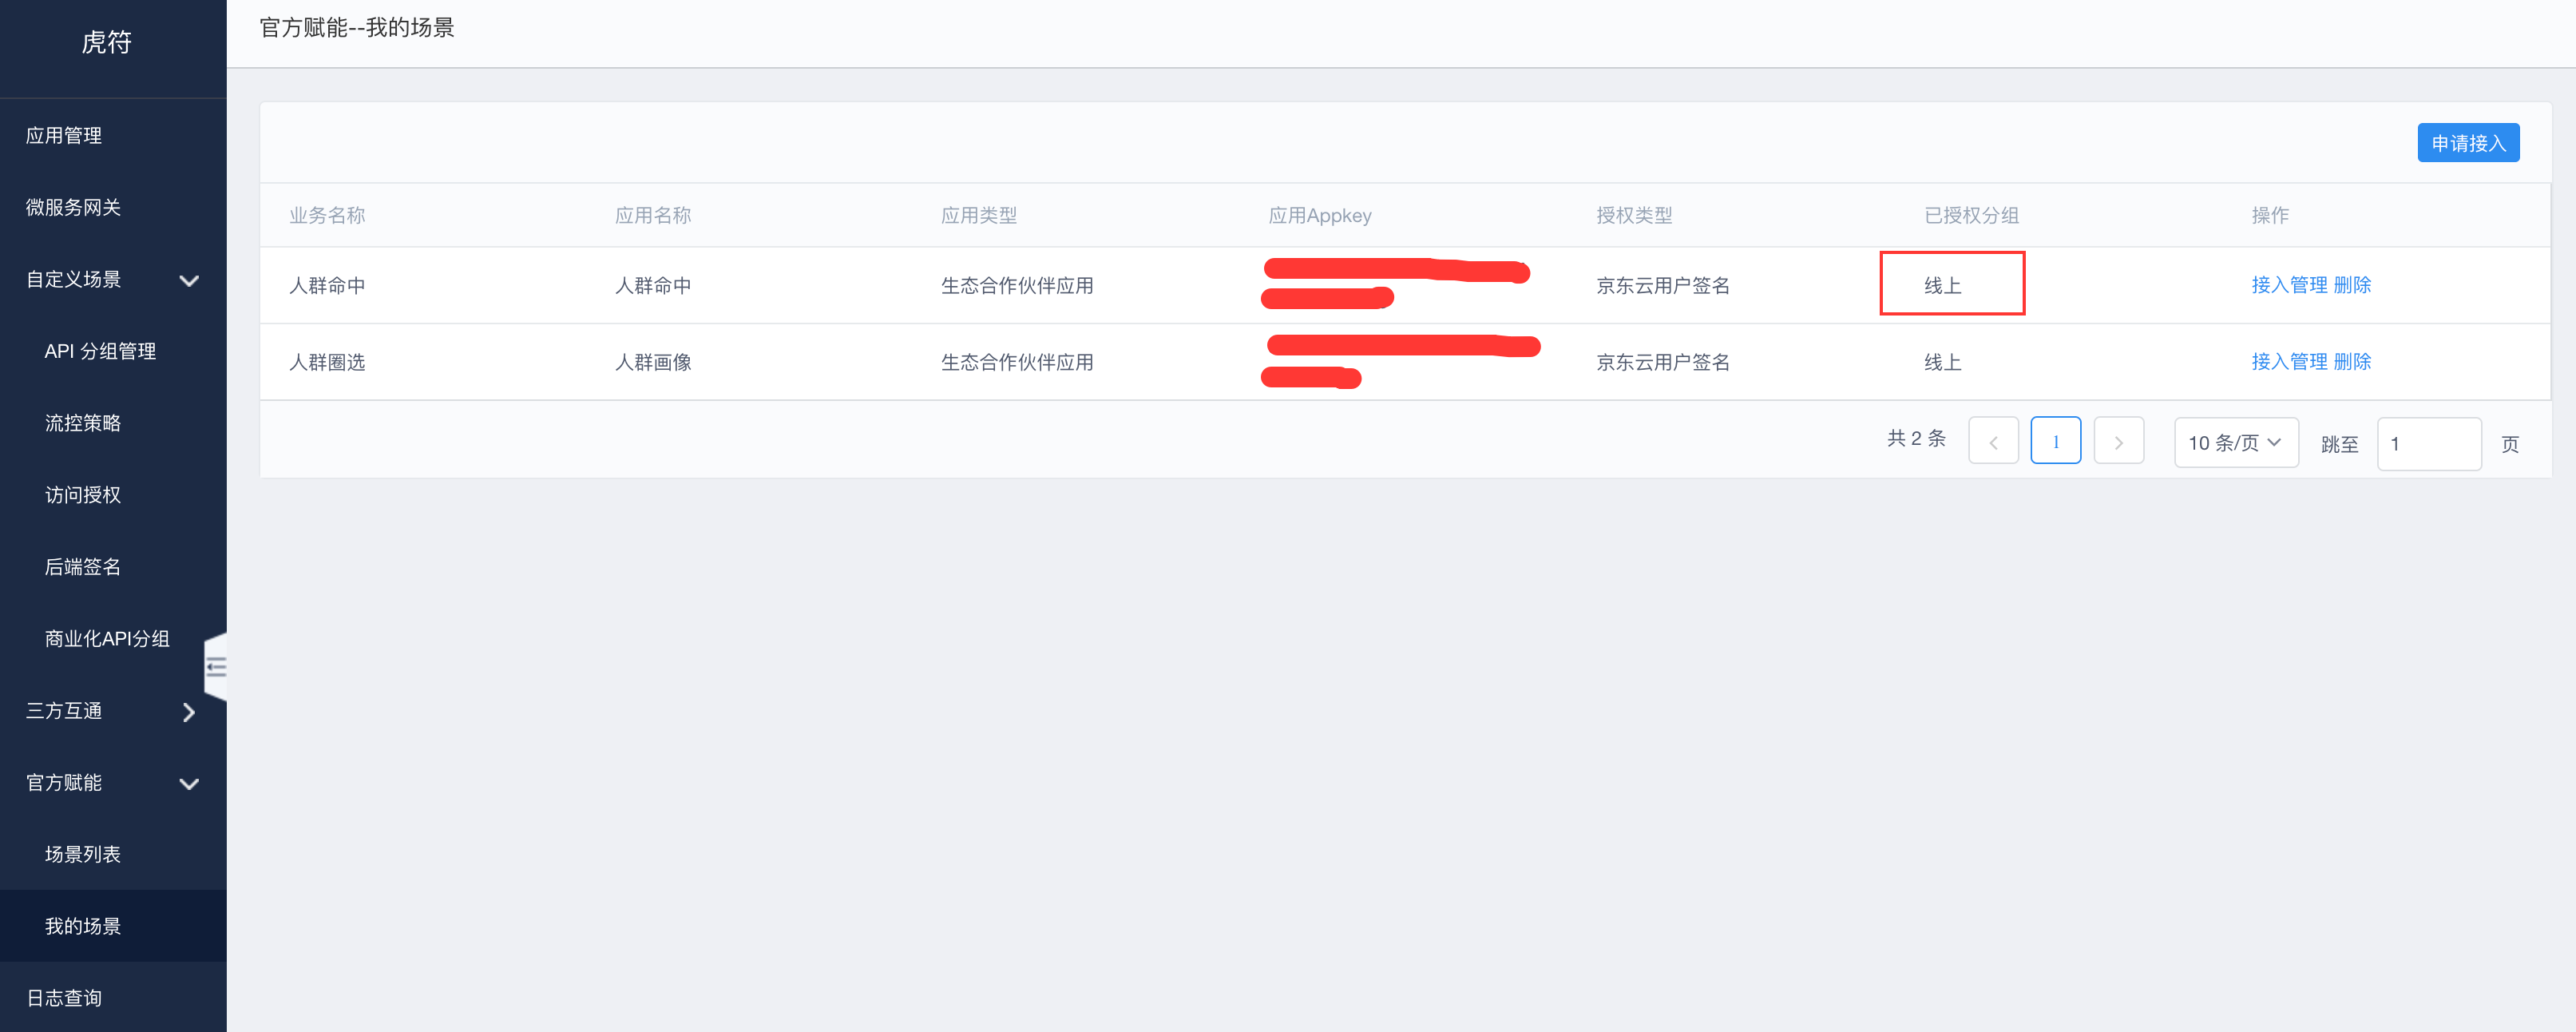 虎符
应用管理
微服务网关
自定义场景
API 分组管理
流控策略
访问授权
后端签名
商业化API分组
三方互通
官方赋能
场景列表
我的场景
日志查询
官方赋能--我的场景
申请接入
业务名称 应用名称 应用类型 应用Appkey 授权类型 已授权分组 操作
人群命中 人群命中 生态合作伙伴应用 京东云用户签名 线上 接入管理 删除
人群圈选 人群画像 生态合作伙伴应用 京东云用户签名 线上 接入管理 删除
共 2 条 1 10 条/页 跳至 1 页